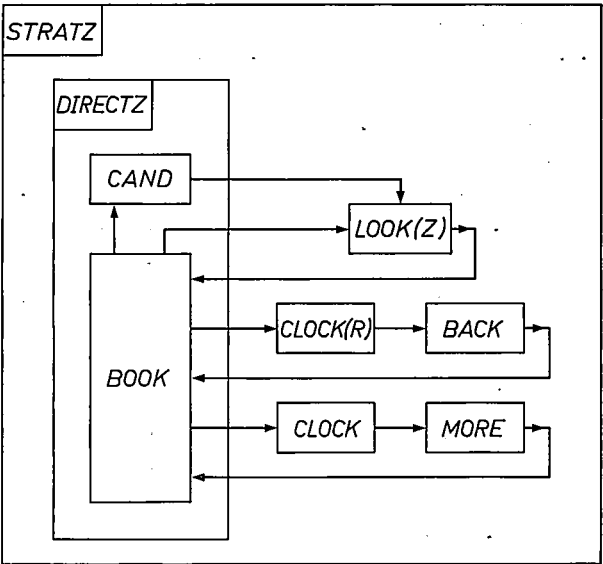 STRATZ
DIRECTZ
CAND
LOOK(Z)
CLOCK(R)
BACK
BOOK
CLOCK
MORE